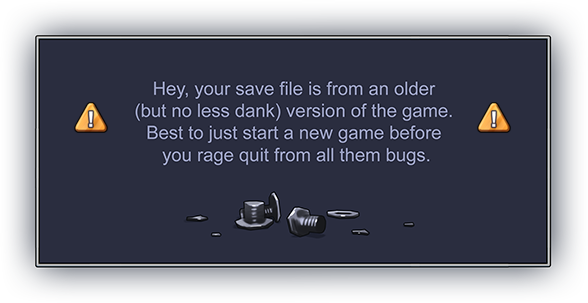 Hey, your save file is from an older
(but no less dank) version of the game.
Best to just start a new game before
you rage quit from all them bugs.